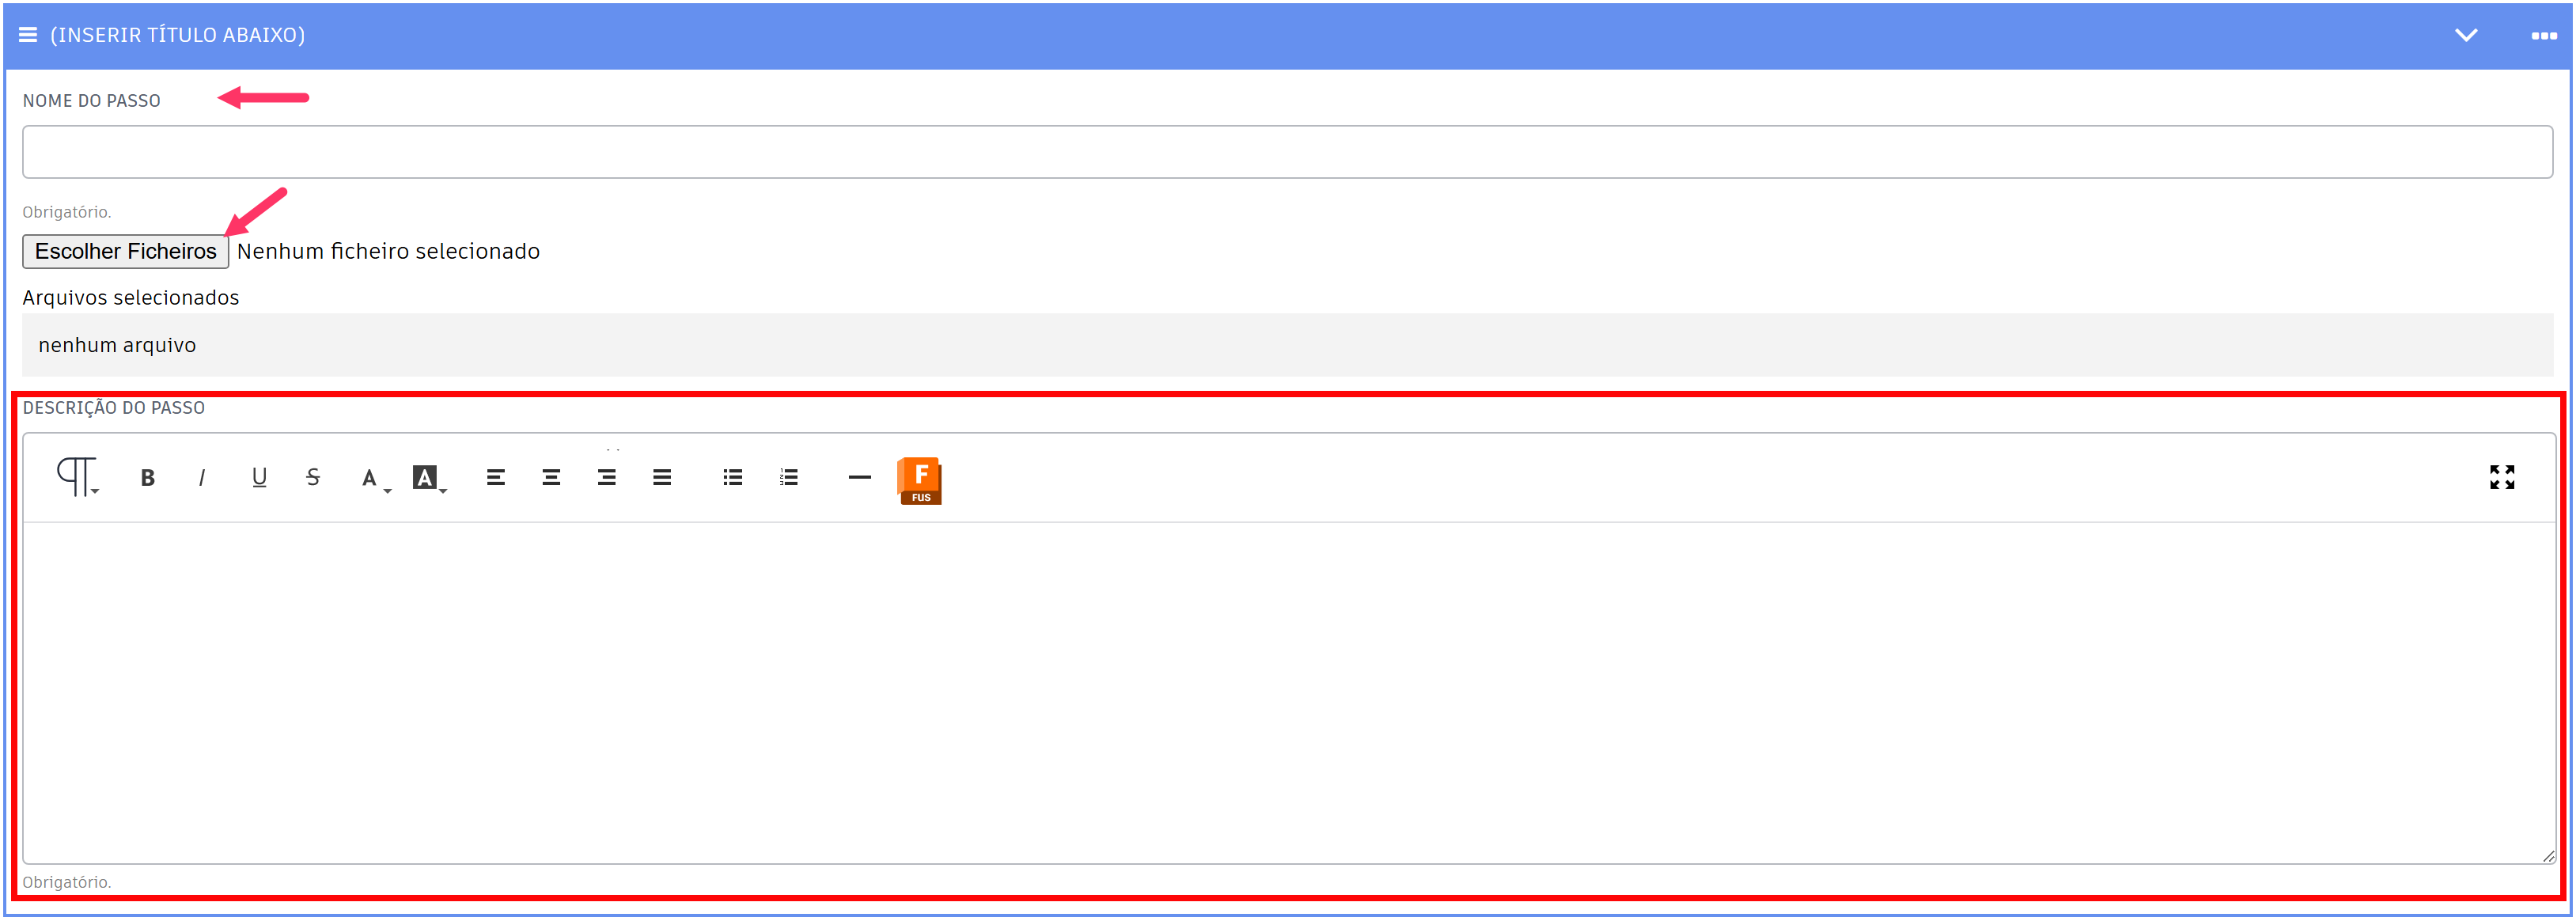 (INSERIR TÍTULO ABAIXO)
NOME DO PASSO
Obrigatório.
Escolher Ficheiros Nenhum ficheiro selecionado
Arquivos selecionados
nenhum arquivo
DESCRIÇÃO DO PASSO
B I U S A A F FUS
Obrigatório.